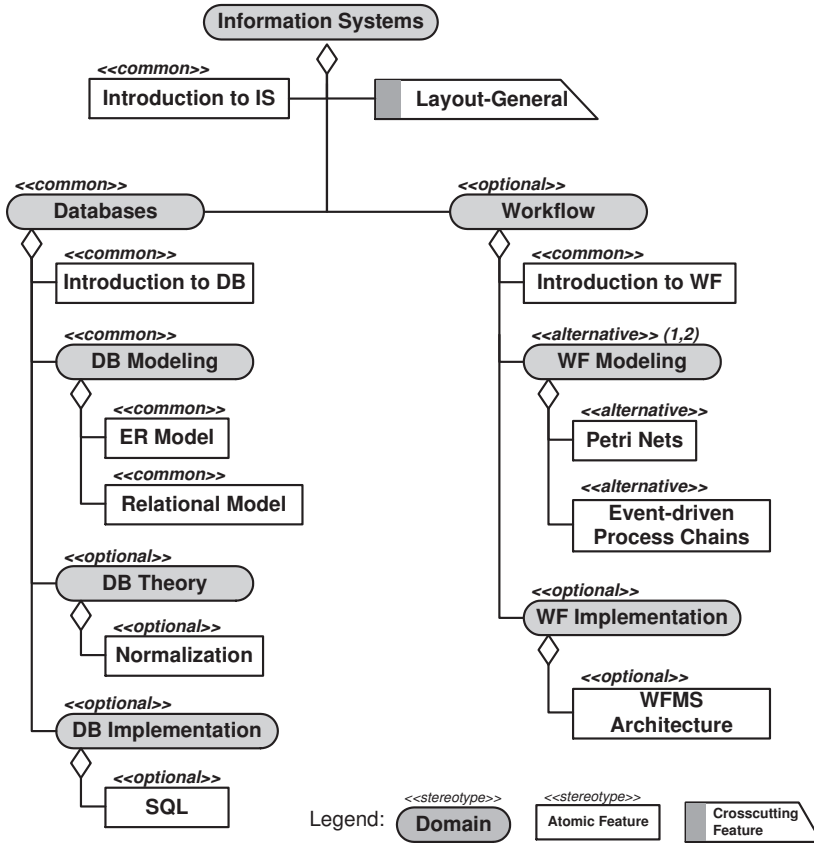 Information Systems
<<common>>
Introduction to IS
Layout-General
<<common>>
Databases
<<optional>>
Workflow
<<common>>
Introduction to DB
<<common>>
DB Modeling
<<common>>
ER Model
<<common>>
Relational Model
<<optional>>
DB Theory
<<optional>>
Normalization
<<optional>>
DB Implementation
<<optional>>
SQL
<<common>>
Introduction to WF
<<alternative>> (1,2)
WF Modeling
<<alternative>>
Petri Nets
<<alternative>>
Event-driven
Process Chains
<<optional>>
WF Implementation
<<optional>>
WFMS
Architecture
Legend:
<<stereotype>>
Domain
<<stereotype>>
Atomic Feature
Crosscutting
Feature